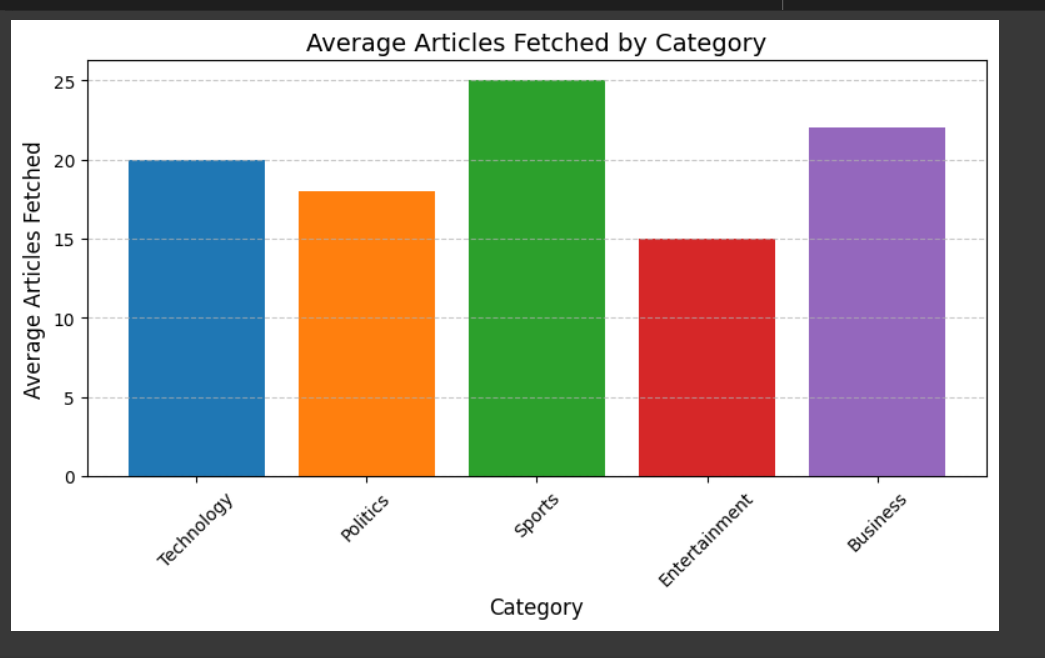 Average Articles Fetched by Category
Average Articles Fetched
25
20
15
10
5
0
Technology
Politics
Sports
Entertainment
Business
Category